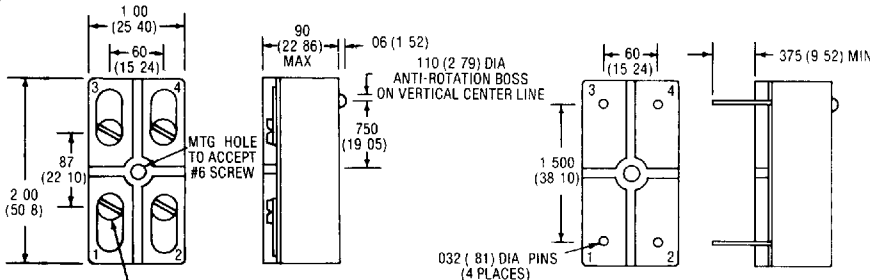 1 00
(25 40)
60
(15 24)
3
4
87
(22 10)
2 00
(50 8)
1
2
MTG HOLE
TO ACCEPT
#6 SCREW
90
(22 86)
MAX
06 (1 52)
110 (2 79) DIA
ANTI-ROTATION BOSS
ON VERTICAL CENTER LINE
750
(19 05)
60
(15 24)
3
4
1 500
(38 10)
1
2
032 ( 81) DIA PINS
(4 PLACES)
375 (9 52) MIN